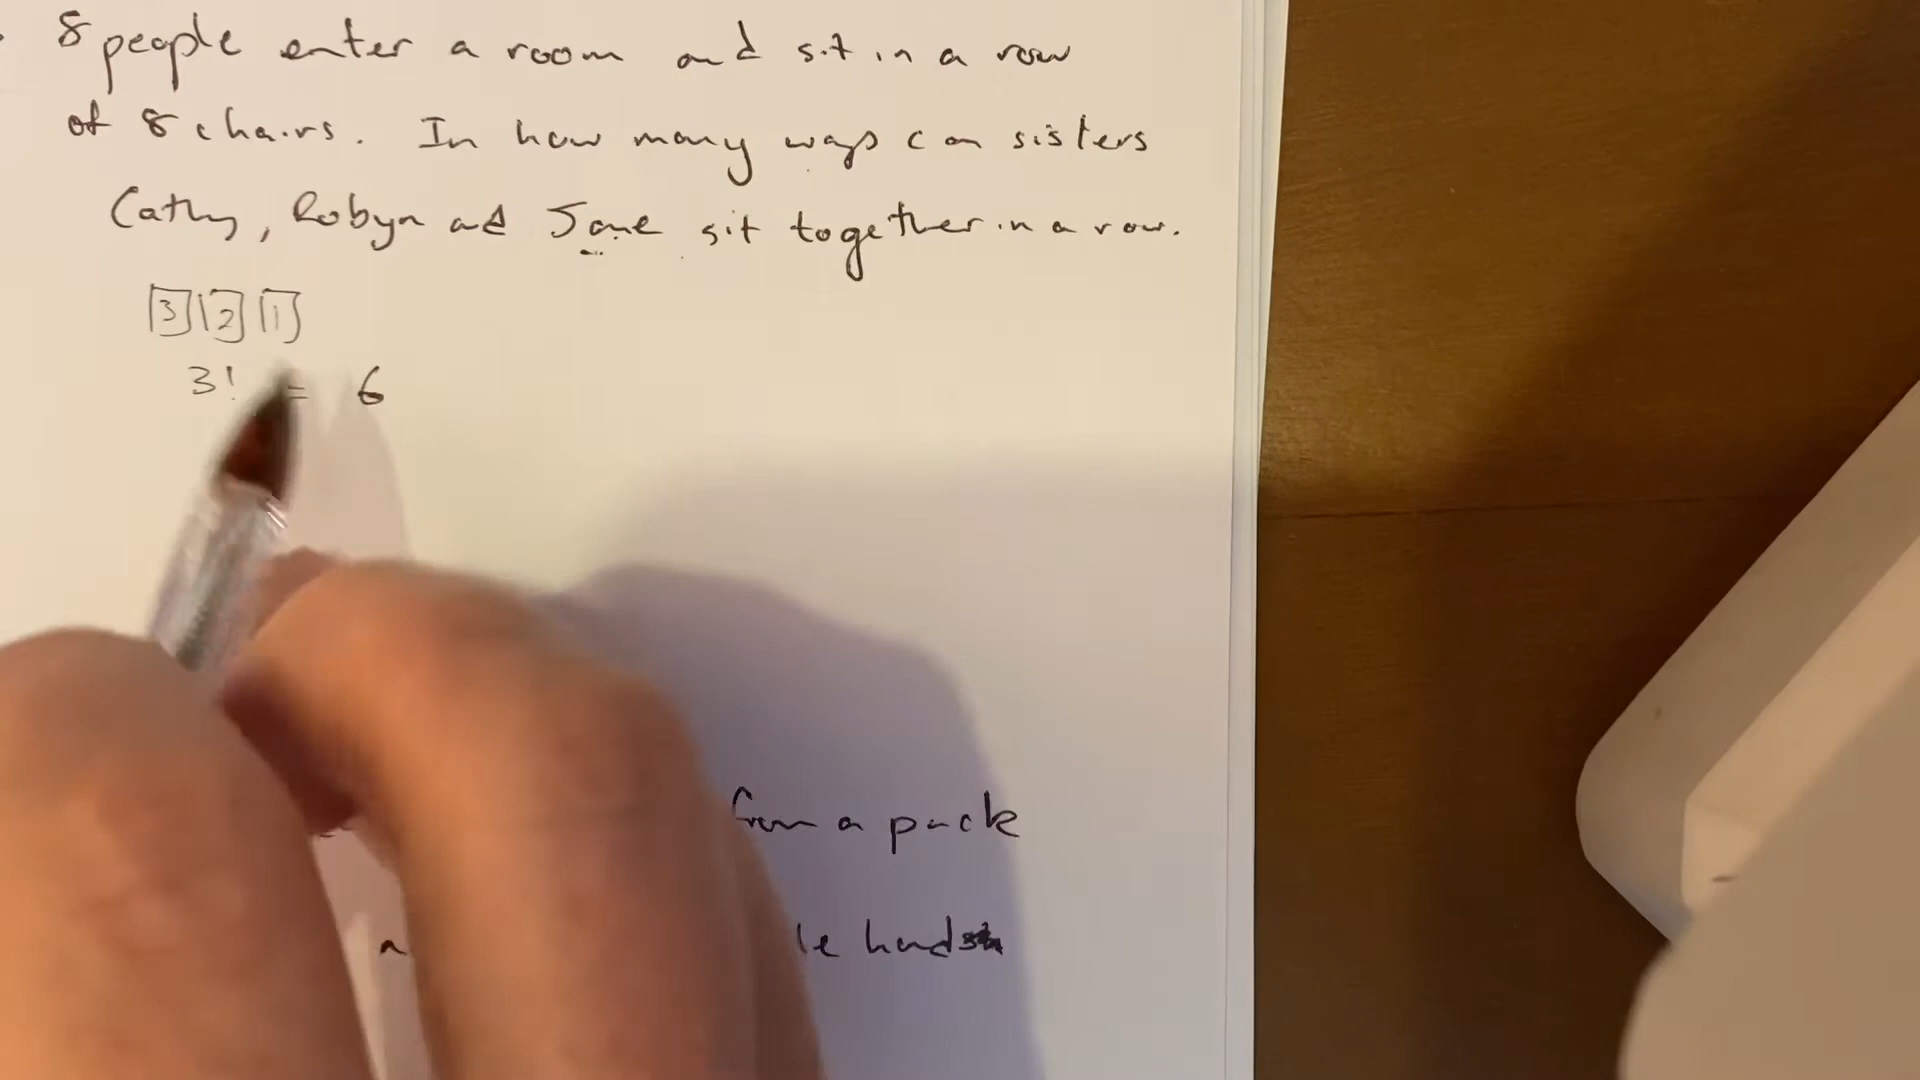 8 people enter a room and sit in a row
of 8 chairs. In how many ways can sisters
Cathy, Robyn and Jane sit together in a row.
3 2 1
3! = 6
from a pack
hands